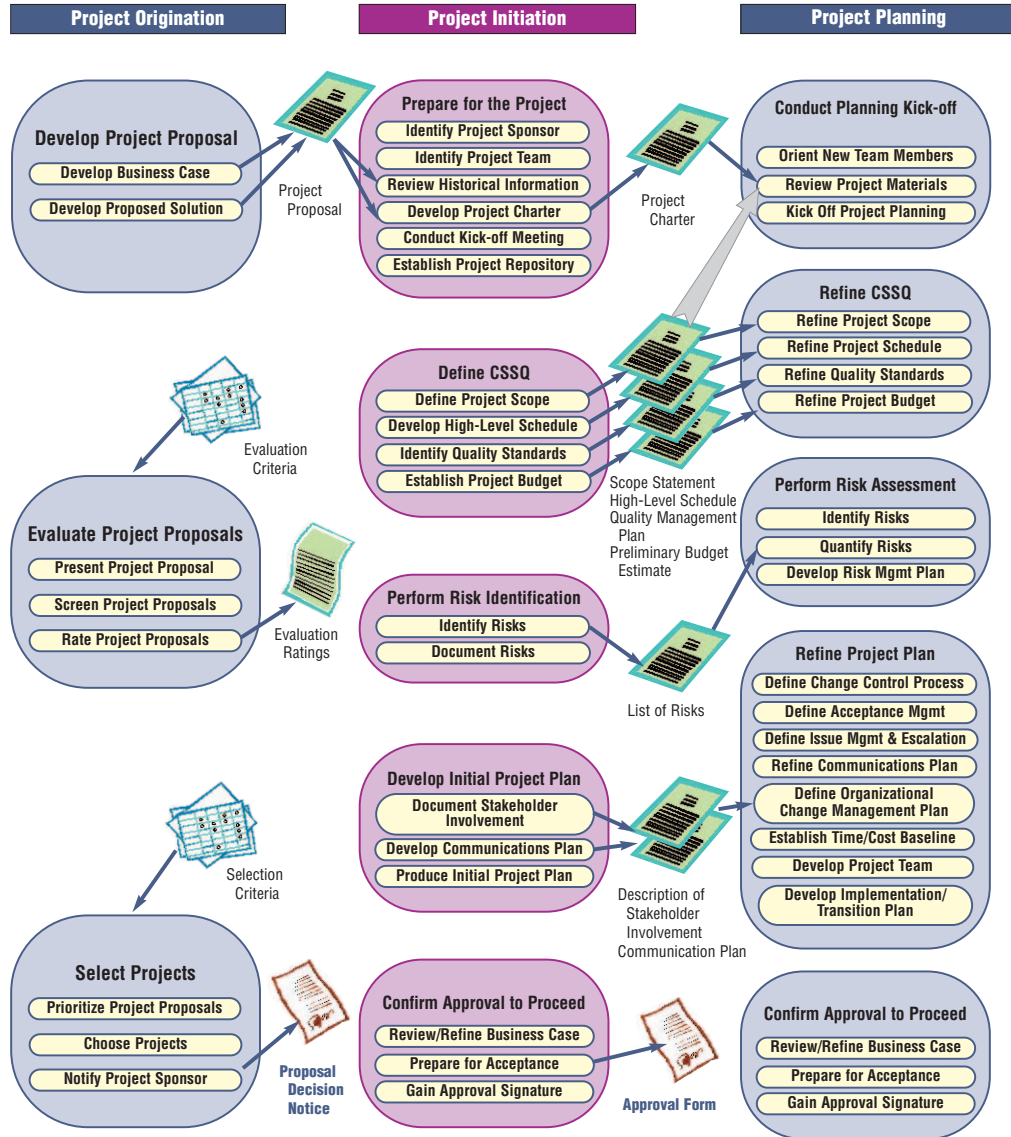 Project Origination
Develop Project Proposal
Develop Business Case
Develop Proposed Solution
Project
Proposal
Evaluation
Criteria
Evaluate Project Proposals
Present Project Proposal
Screen Project Proposals
Rate Project Proposals
Evaluation
Ratings
Selection
Criteria
Select Projects
Prioritize Project Proposals
Choose Projects
Notify Project Sponsor
Proposal
Decision
Notice
Project Initiation
Prepare for the Project
Identify Project Sponsor
Identify Project Team
Review Historical Information
Develop Project Charter
Conduct Kick-off Meeting
Establish Project Repository
Project
Charter
Define CSSQ
Define Project Scope
Develop High-Level Schedule
Identify Quality Standards
Establish Project Budget
Scope Statement
High-Level Schedule
Quality Management
Plan
Preliminary Budget
Estimate
Perform Risk Identification
Identify Risks
Document Risks
List of Risks
Develop Initial Project Plan
Document Stakeholder
Involvement
Develop Communications Plan
Produce Initial Project Plan
Description of
Stakeholder
Involvement
Communication Plan
Confirm Approval to Proceed
Review/Refine Business Case
Prepare for Acceptance
Gain Approval Signature
Approval Form
Project Planning
Conduct Planning Kick-off
Orient New Team Members
Review Project Materials
Kick Off Project Planning
Refine CSSQ
Refine Project Scope
Refine Project Schedule
Refine Quality Standards
Refine Project Budget
Perform Risk Assessment
Identify Risks
Quantify Risks
Develop Risk Mgmt Plan
Refine Project Plan
Define Change Control Process
Define Acceptance Mgmt
Define Issue Mgmt & Escalation
Refine Communications Plan
Define Organizational
Change Management Plan
Establish Time/Cost Baseline
Develop Project Team
Develop Implementation/
Transition Plan
Confirm Approval to Proceed
Review/Refine Business Case
Prepare for Acceptance
Gain Approval Signature